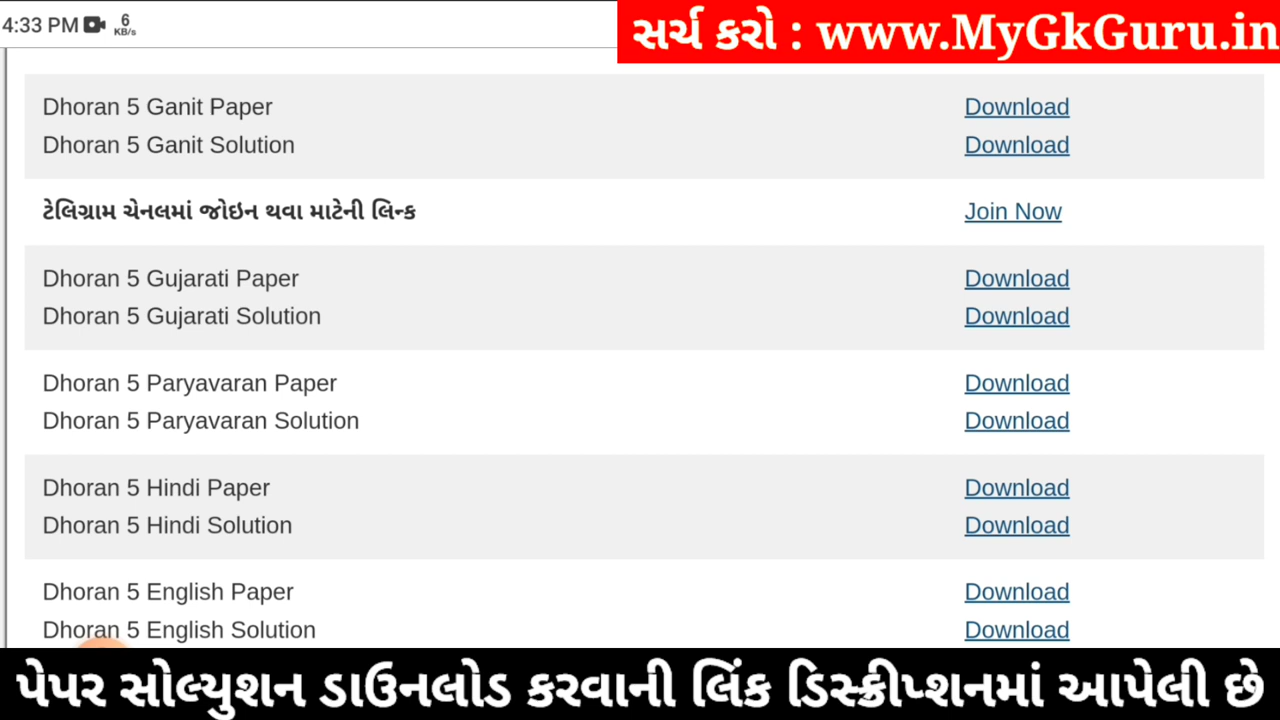 4:33 PM 6 KB/s
સર્ચ કરો : www.MyGkGuru.in
Dhoran 5 Ganit Paper Download
Dhoran 5 Ganit Solution Download
ટેલિગ્રામ ચેનલમાં જોઇન થવા માટેની લિન્ક Join Now
Dhoran 5 Gujarati Paper Download
Dhoran 5 Gujarati Solution Download
Dhoran 5 Paryavaran Paper Download
Dhoran 5 Paryavaran Solution Download
Dhoran 5 Hindi Paper Download
Dhoran 5 Hindi Solution Download
Dhoran 5 English Paper Download
Dhoran 5 English Solution Download
પેપર સોલ્યુશન ડાઉનલોડ કરવાની લિંક ડિસ્ક્રીપ્શનમાં આપેલી છે